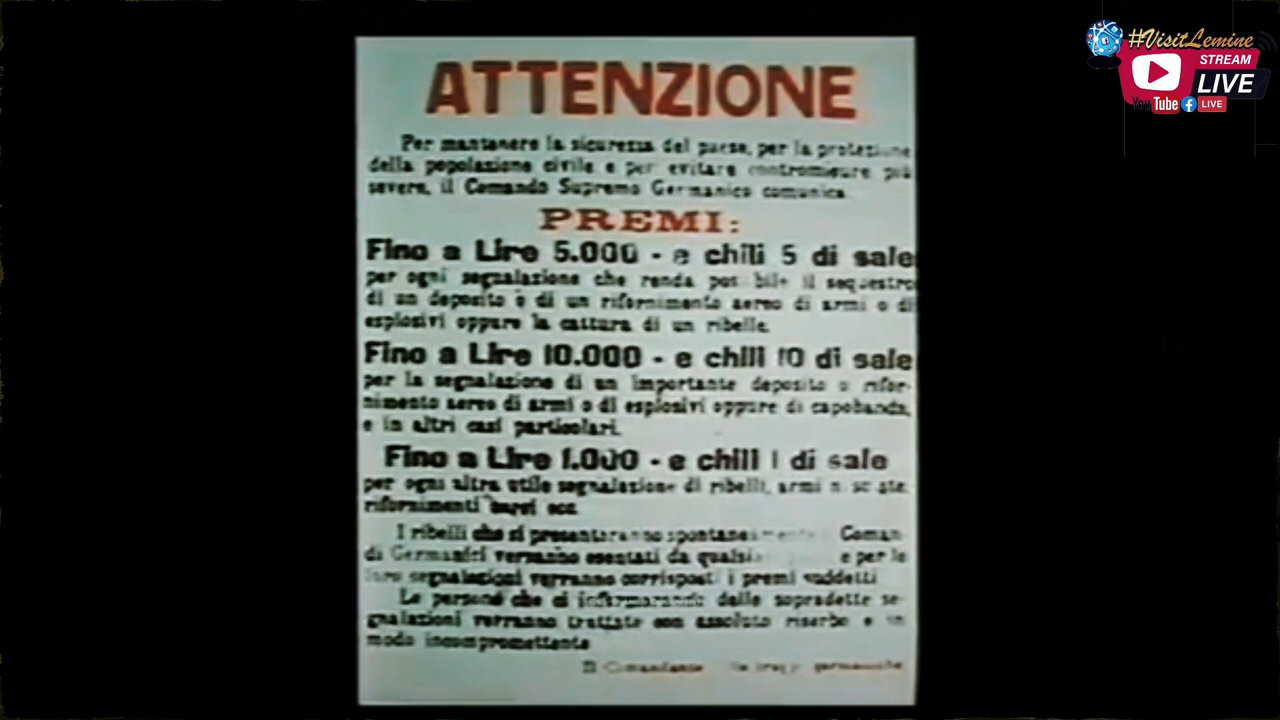 ATTENZIONE
Per mantenere la sicurezza del paese, per la protezione
della popolazione civile e per evitare contromisure più
severe, il Comando Supremo Germanico comunica.
PREMI:
Fino a Lire 5.000 - e chili 5 di sale
per ogni segnalazione che renda possibile il sequestro
di un deposito o di un rifornimento aereo di armi o di
esplosivi oppure la cattura di un ribelle.
Fino a Lire 10.000 - e chili 10 di sale
per la segnalazione di un importante deposito o rifor-
nimento aereo di armi o di esplosivi oppure di capobanda,
e in altri casi particolari.
Fino a Lire 1.000 - e chili 1 di sale
per ogni altra utile segnalazione di ribelli, armi
rifornimenti
I ribelli che si presenteranno spontaneamente Coman-
di Germanici verranno esentati da e per le
loro segnalazioni verranno corrisposti i premi suddetti
Le persone che ci informeranno delle sopradette se-
gnalazioni verranno trattate con assoluto riserbo e in
modo incompromettente
Il Comandante germaniche
#VisitLemine
STREAM
LIVE
YouTube LIVE